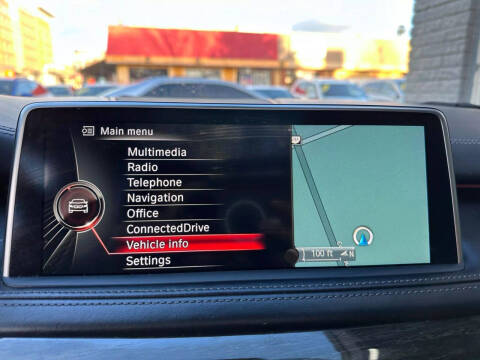 Main menu
Multimedia
Radio
Telephone
Navigation
Office
ConnectedDrive
Vehicle info
Settings
100 ft N